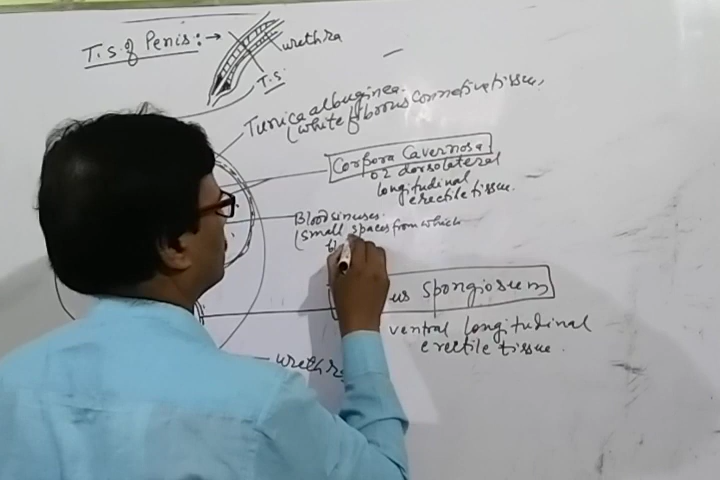 T.S of Penis:→
urethra
T.S.
Tunica albuginea.
(white fibrous connective tissue.
Corpora Cavernosa
02 dorsolateral
longitudinal
erectile tissue.
Blood sinuses.
(small spaces from which
us Spongiosum
ventral longitudinal
erectile tissue.
urethra